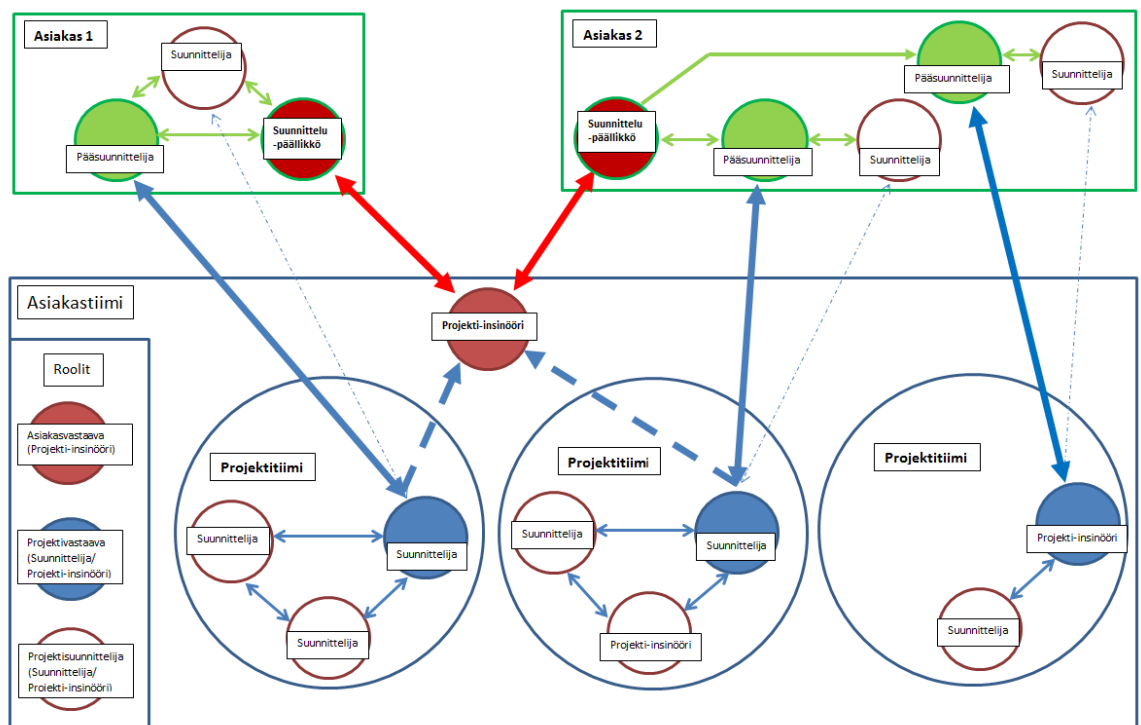 Asiakas 1
Suunnittelija
Pääsuunnittelija
Suunnittelu
-päällikkö
Asiakas 2
Pääsuunnittelija
Suunnittelija
Suunnittelu
-päällikkö
Pääsuunnittelija
Suunnittelija
Asiakastiimi
Projekti-insinööri
Roolit
Asiakasvastaava
(Projekti-insinööri)
Projektivastaava
(Suunnittelija/
Projekti-insinööri)
Projektisuunnittelija
(Suunnittelija/
Projekti-insinööri)
Projektitiimi
Suunnittelija
Suunnittelija
Suunnittelija
Projektitiimi
Suunnittelija
Suunnittelija
Projekti-insinööri
Projektitiimi
Projekti-insinööri
Suunnittelija